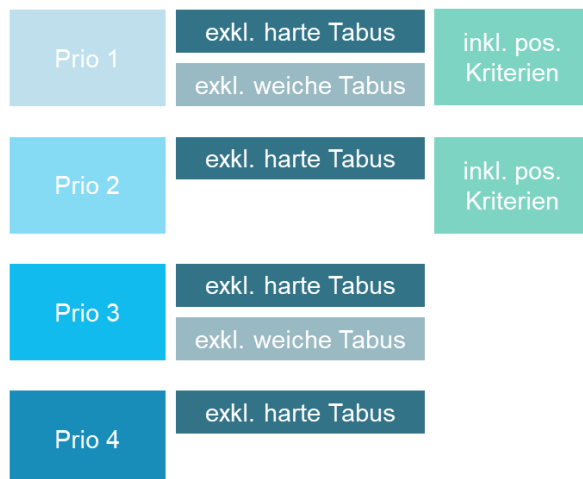 Prio 1
exkl. harte Tabus
exkl. weiche Tabus
inkl. pos.
Kriterien
Prio 2
exkl. harte Tabus
inkl. pos.
Kriterien
Prio 3
exkl. harte Tabus
exkl. weiche Tabus
Prio 4
exkl. harte Tabus